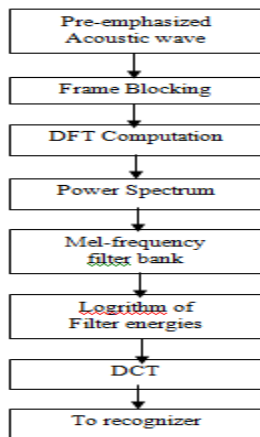 Pre-emphasized
Acoustic wave
Frame Blocking
DFT Computation
Power Spectrum
Mel-frequency
filter bank
Logrithm of
Filter energies
DCT
To recognizer